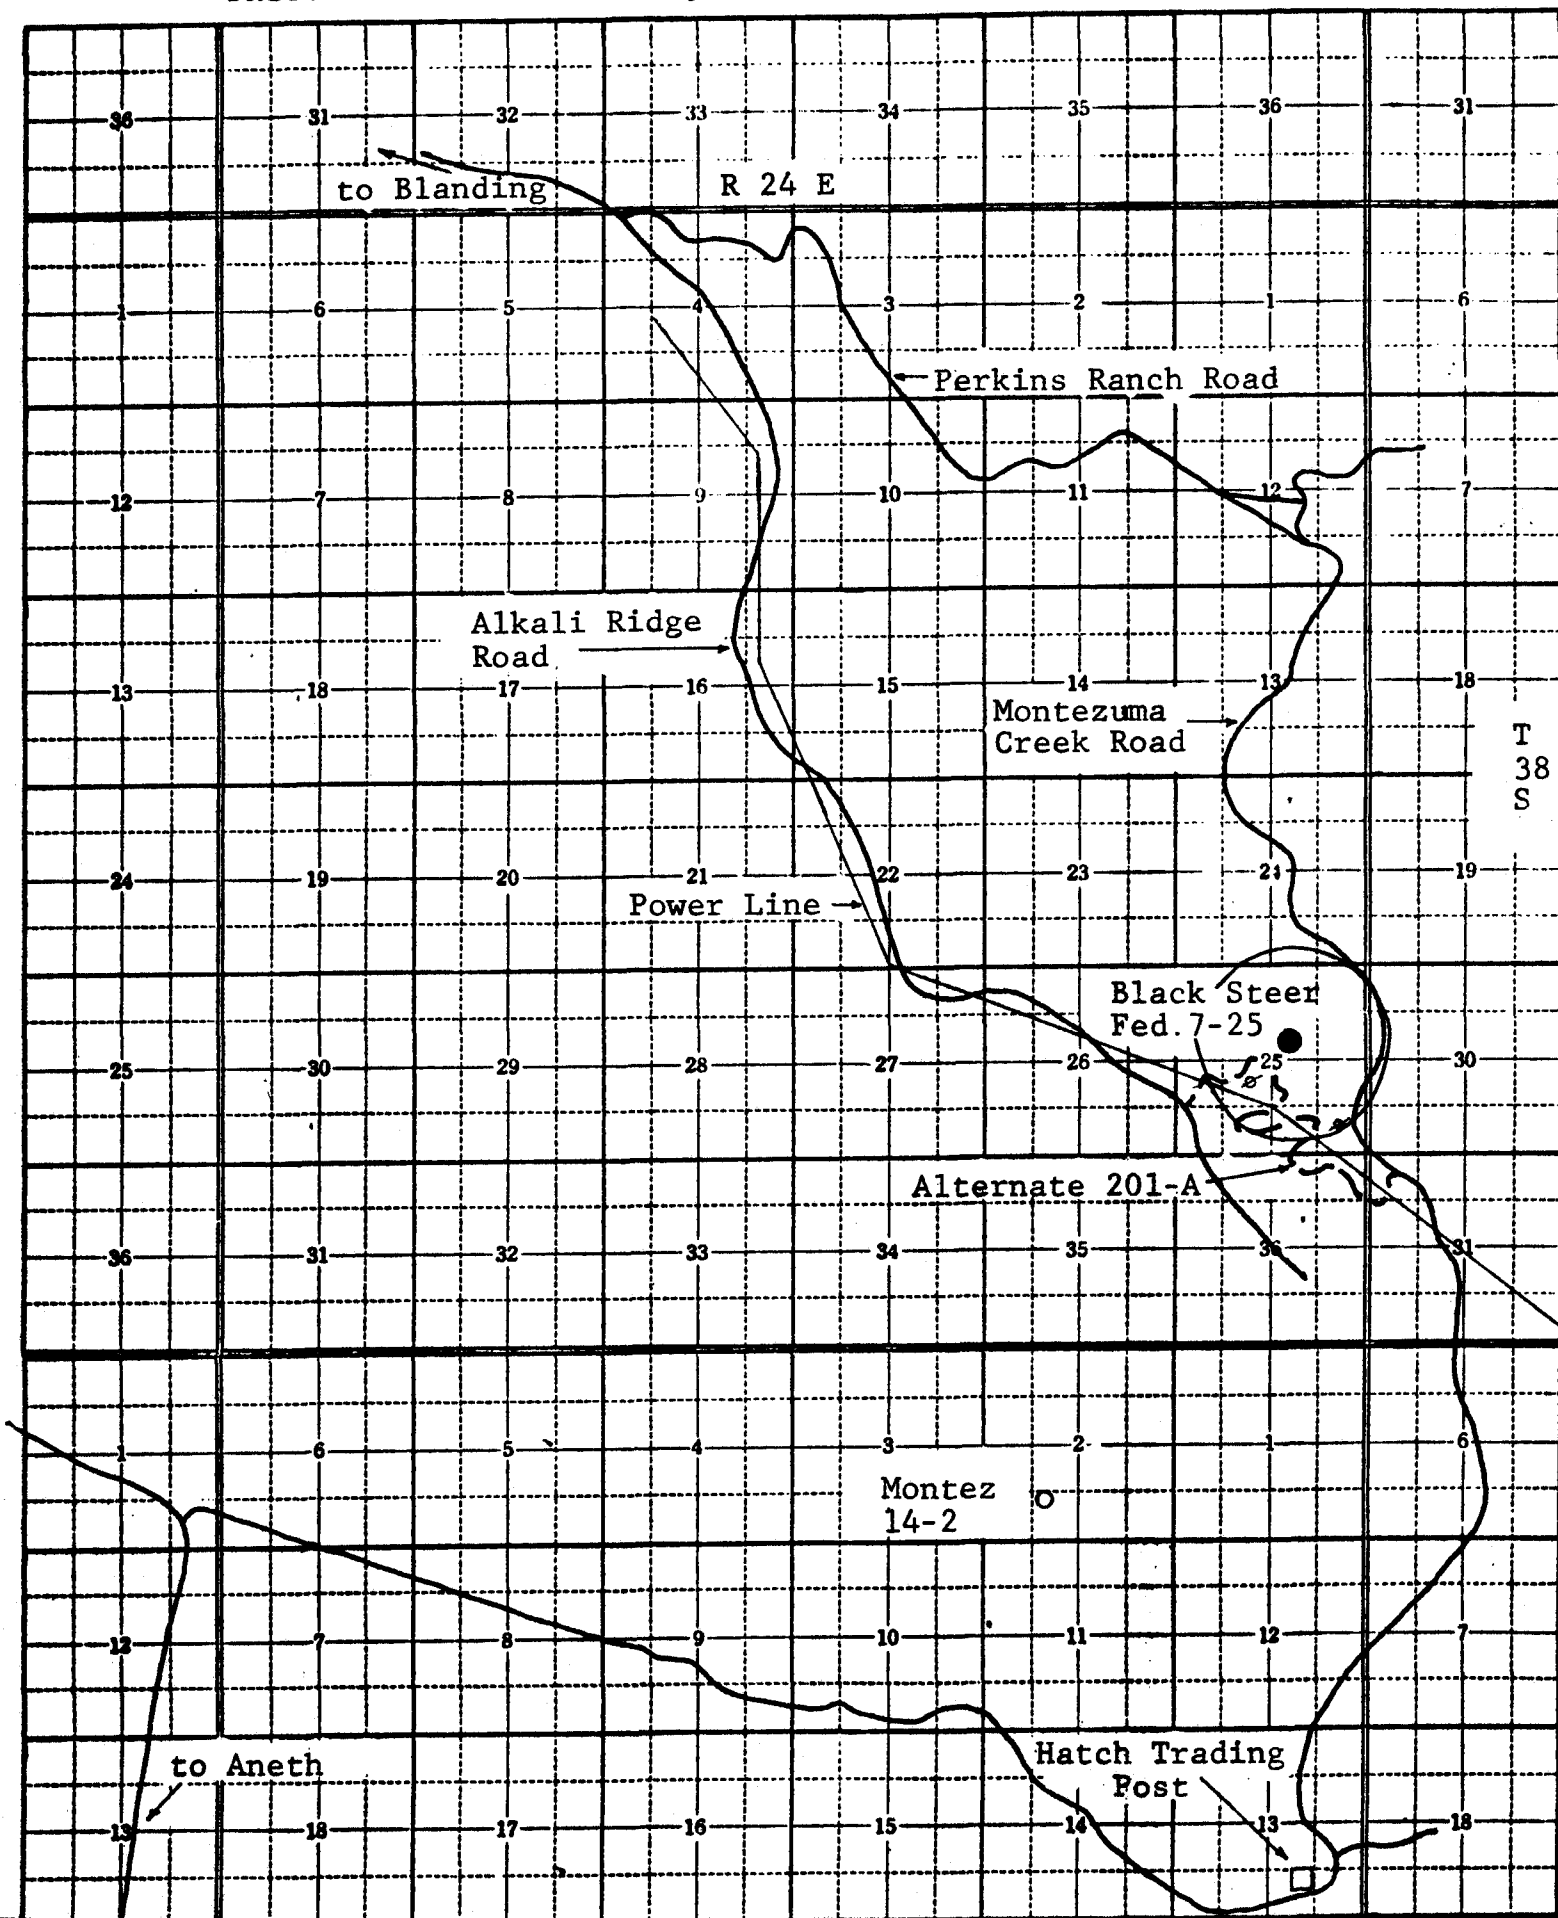 36 31 32 33 34 35 36 31
to Blanding
R 24 E
1 6 5 4 3 2 1 6
Perkins Ranch Road
12 7 8 9 10 11 12 7
Alkali Ridge
Road
13 18 17 16 15 14 13 18
Montezuma
Creek Road
T
38
S
24 19 20 21 22 23 24 19
Power Line
Black Steer
Fed. 7-25
25 30 29 28 27 26 25 30
Alternate 201-A
36 31 32 33 34 35 36 31
1 6 5 4 3 2 1 6
Montez
14-2
12 7 8 9 10 11 12 7
Hatch Trading
Post
to Aneth
13 18 17 16 15 14 13 18